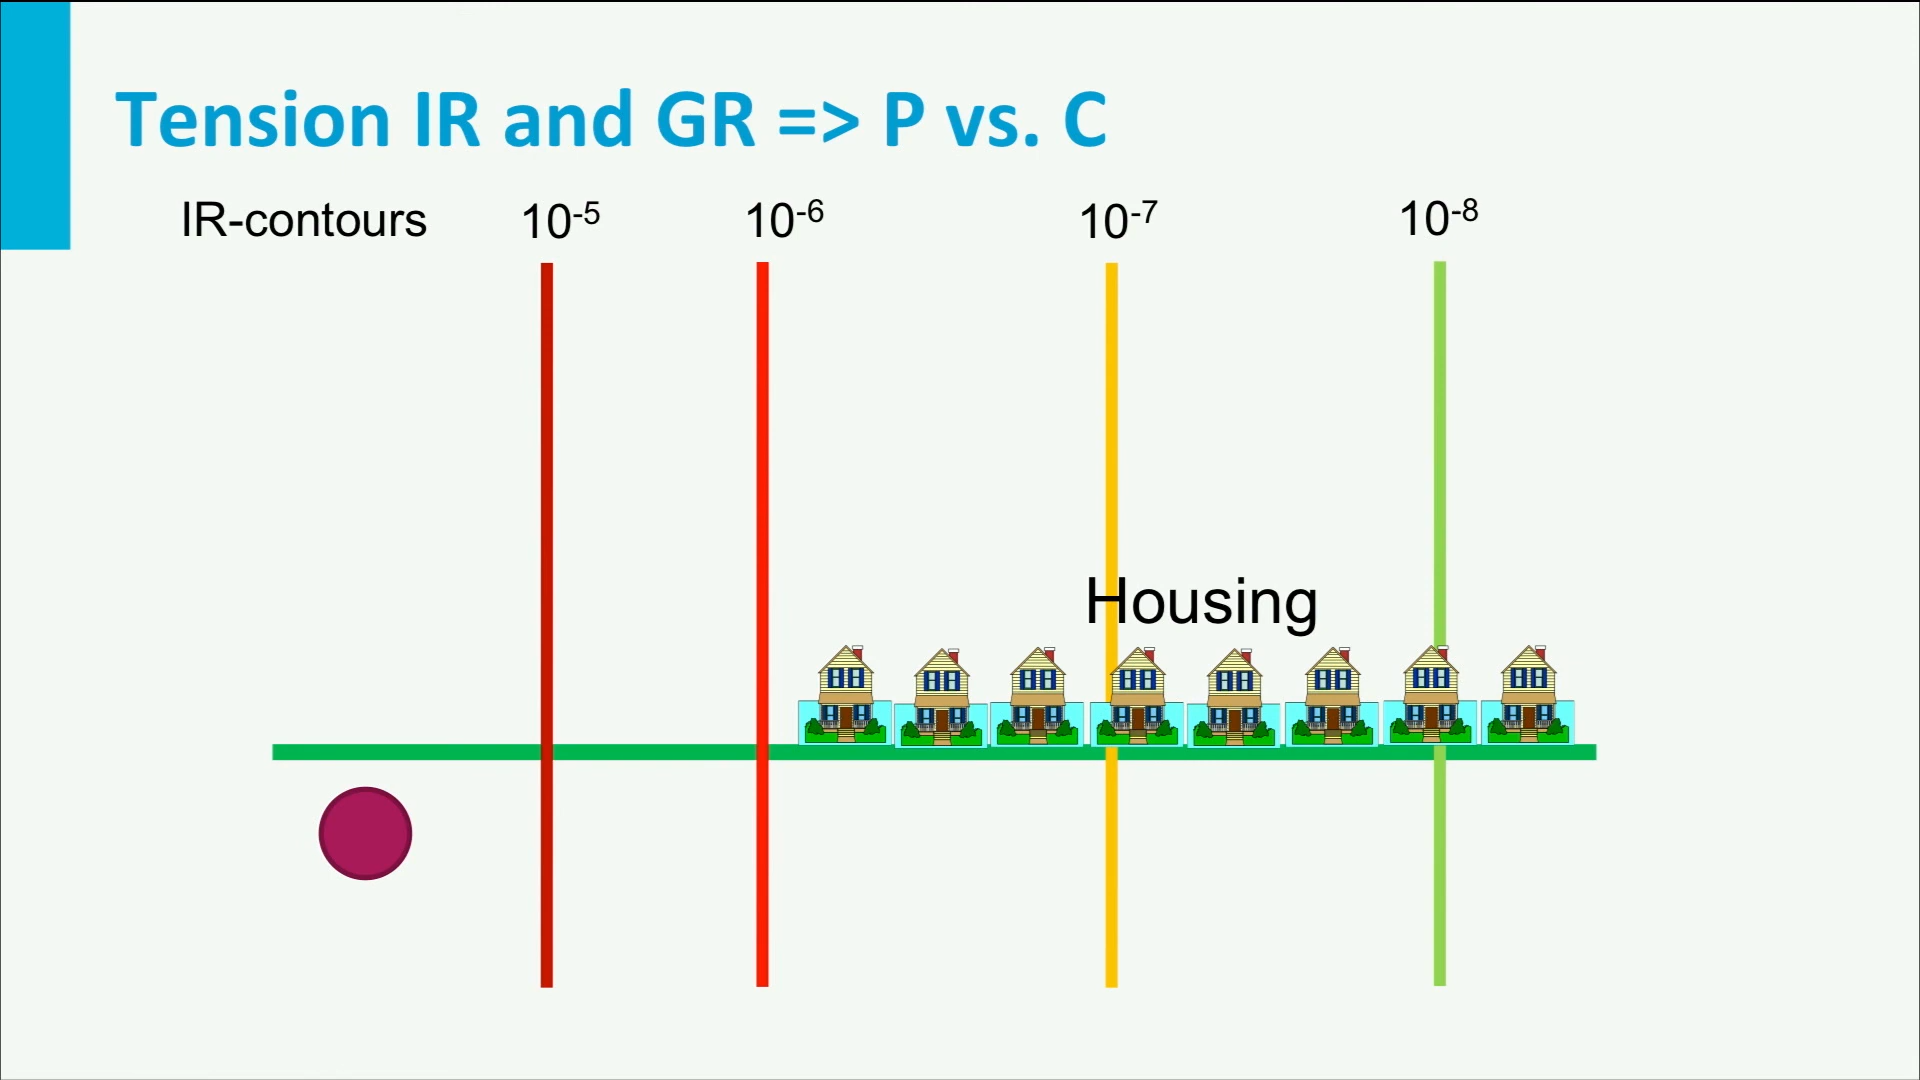 Tension IR and GR => P vs. C
IR-contours 10⁻⁵ 10⁻⁶ 10⁻⁷ 10⁻⁸
Housing